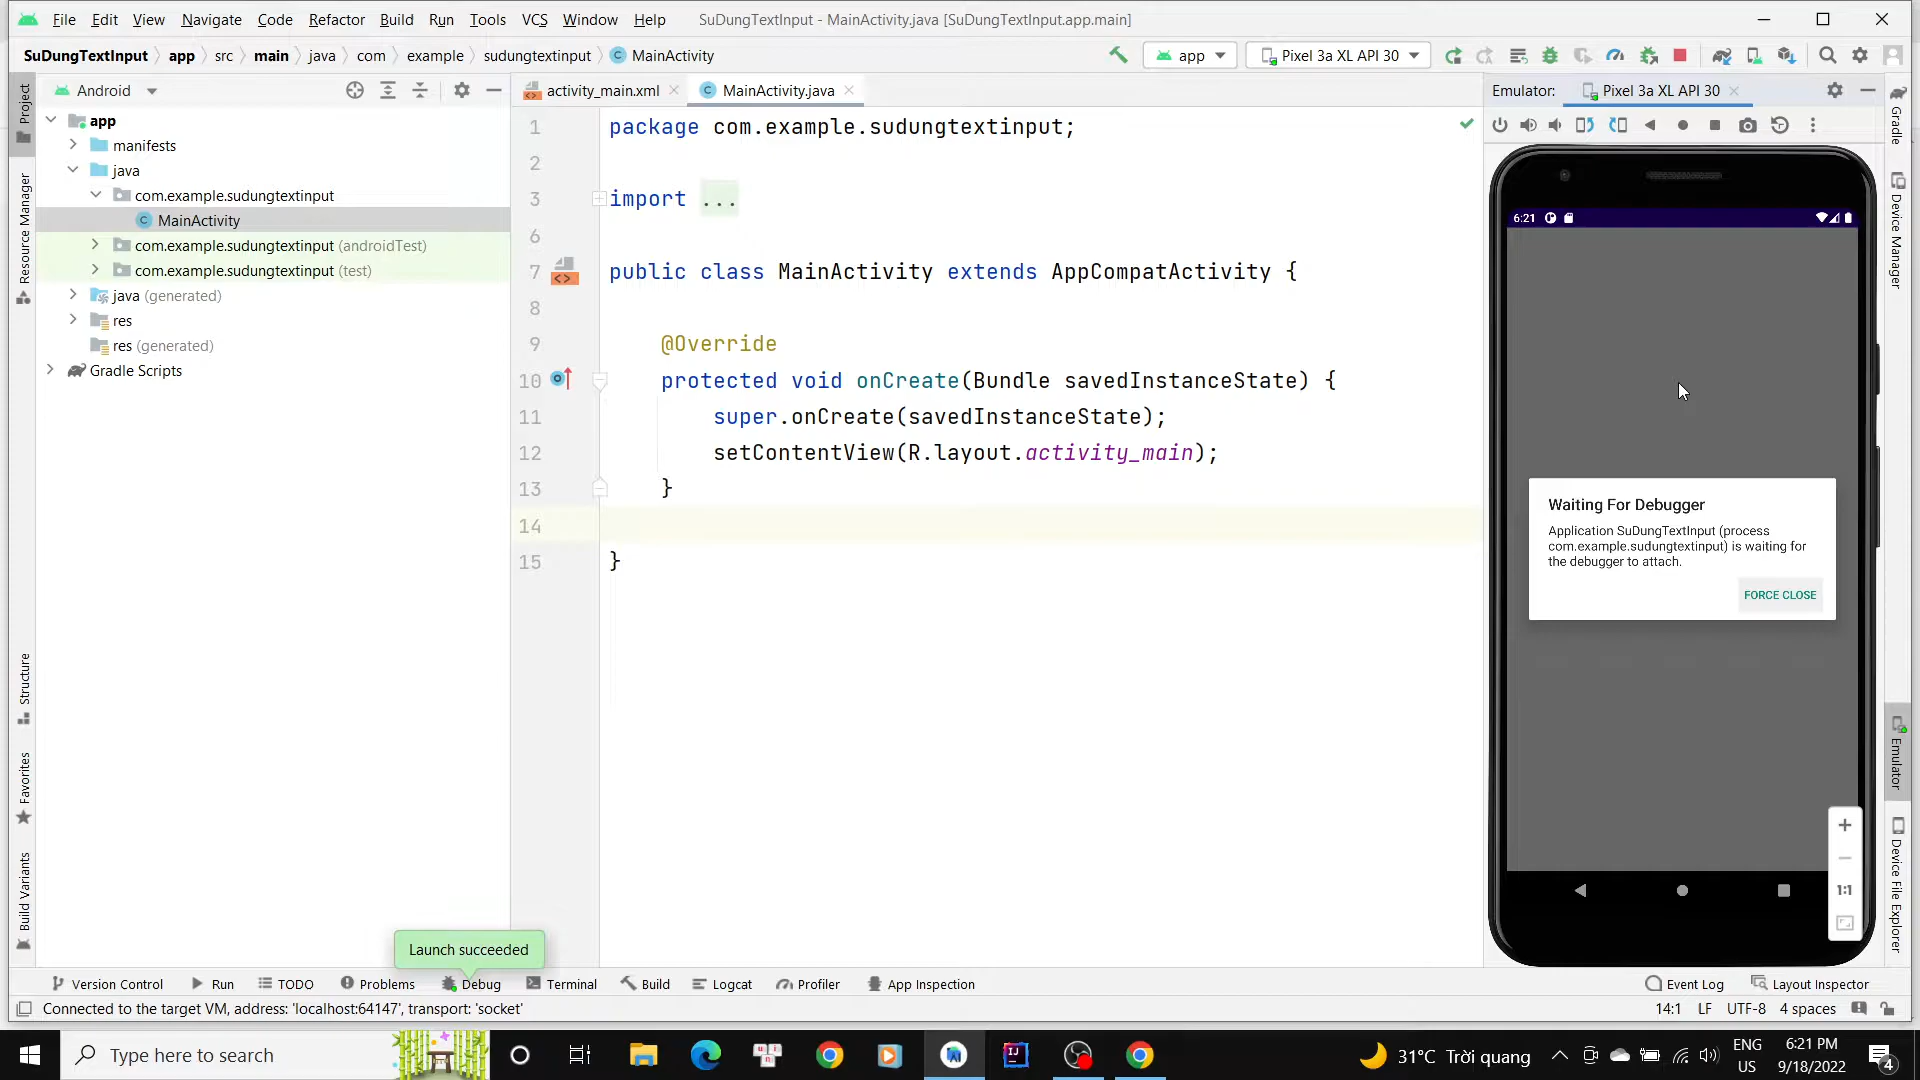 File Edit View Navigate Code Refactor Build Run Tools VCS Window Help SuDungTextInput - MainActivity.java [SuDungTextInput.app.main]
SuDungTextInput app src main java com example sudungtextinput MainActivity app Pixel 3a XL API 30
Android activity_main.xml MainActivity.java Emulator: Pixel 3a XL API 30
Project
Resource Manager
Structure
Favorites
Build Variants
app
manifests
java
com.example.sudungtextinput
MainActivity
com.example.sudungtextinput (androidTest)
com.example.sudungtextinput (test)
java (generated)
res
res (generated)
Gradle Scripts
1 package com.example.sudungtextinput;
2
3 import ...
6
7 public class MainActivity extends AppCompatActivity {
8
9 @Override
10 protected void onCreate(Bundle savedInstanceState) {
11 super.onCreate(savedInstanceState);
12 setContentView(R.layout.activity_main);
13 }
14
15 }
6:21
Waiting For Debugger
Application SuDungTextInput (process
com.example.sudungtextinput) is waiting for
the debugger to attach.
FORCE CLOSE
1:1
Gradle
Device Manager
Emulator
Device File Explorer
Launch succeeded
Version Control Run TODO Problems Debug Terminal Build Logcat Profiler App Inspection Event Log Layout Inspector
Connected to the target VM, address: 'localhost:64147', transport: 'socket' 14:1 LF UTF-8 4 spaces
Type here to search 31°C Trời quang ENG
US 6:21 PM
9/18/2022 4